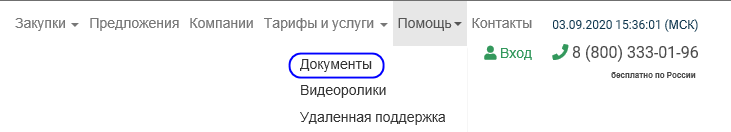 Закупки Предложения Компании Тарифы и услуги Помощь Контакты 03.09.2020 15:36:01 (МСК)
Документы
Вход 8 (800) 333-01-96
бесплатно по России
Видеоролики
Удаленная поддержка